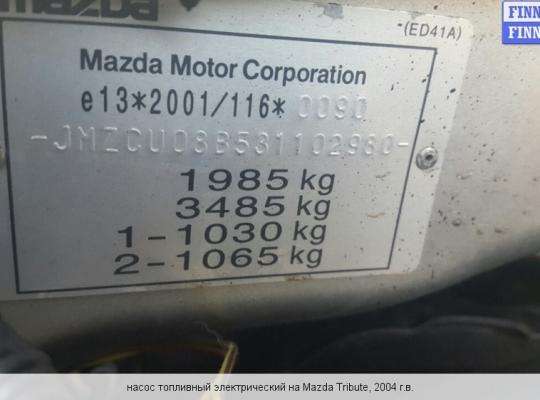 mazda
(ED41A)
FINN
FINN
Mazda Motor Corporation
e13*2001/116* 0090
1985 kg
3485 kg
1-1030 kg
2-1065 kg
насос топливный электрический на Mazda Tribute, 2004 г.в.